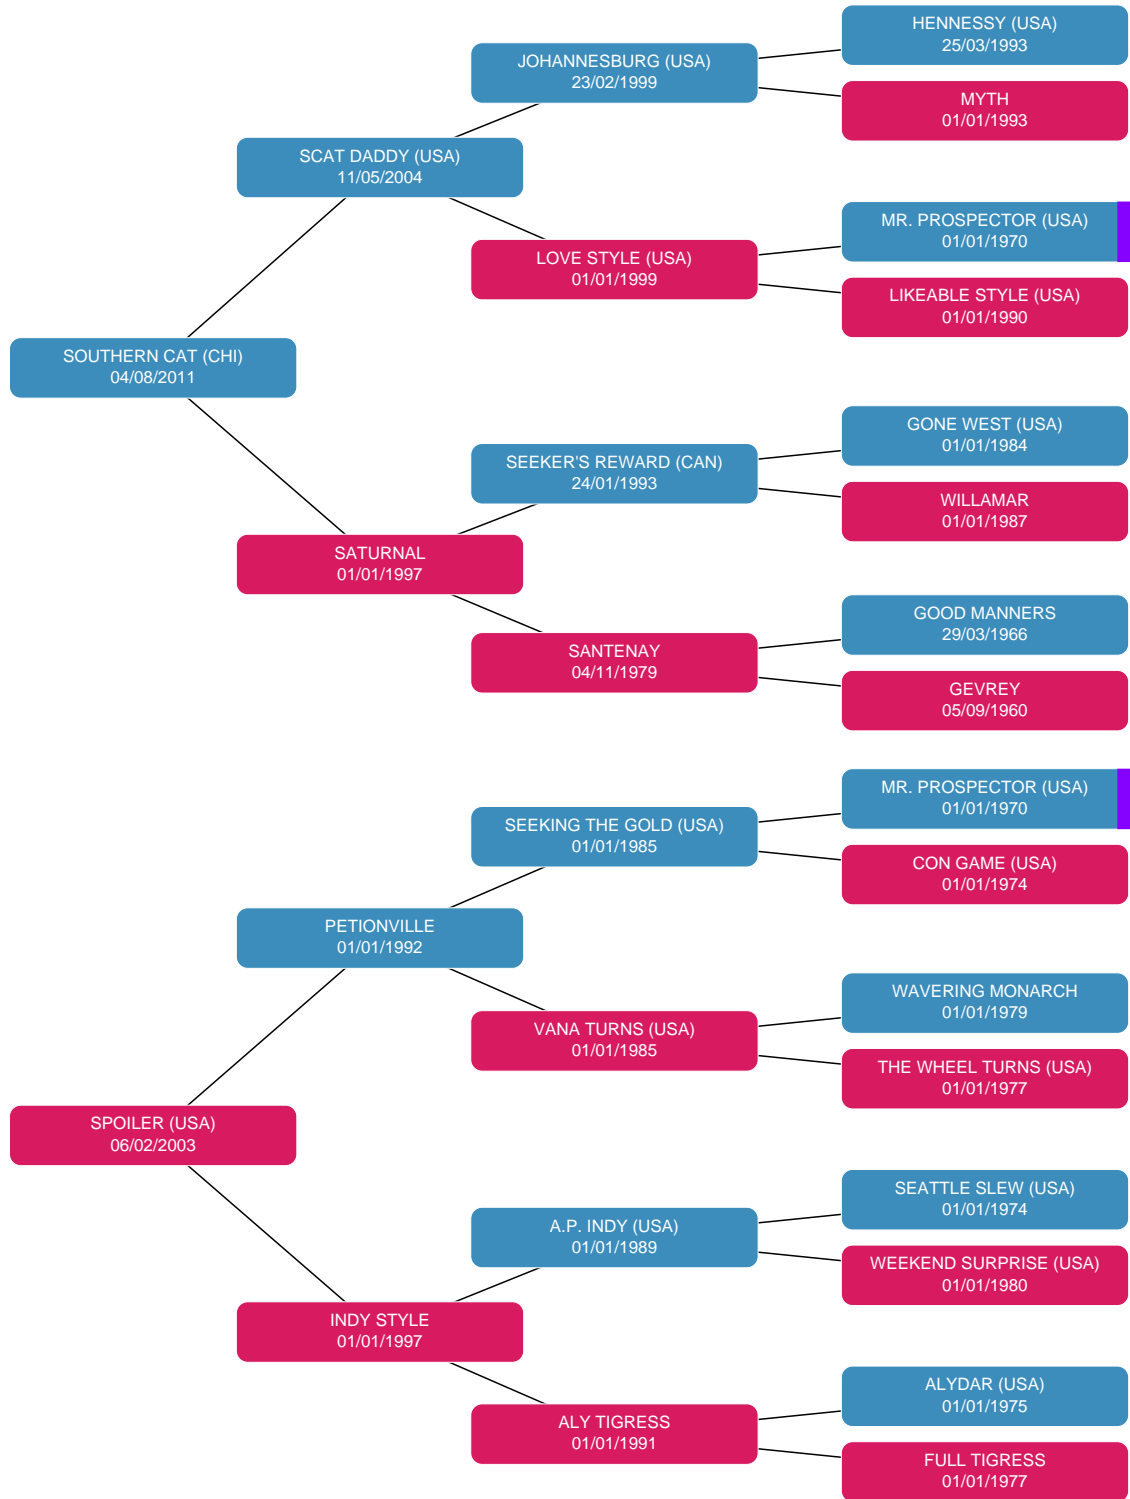 HENNESSY (USA)
25/03/1993
JOHANNESBURG (USA)
23/02/1999
MYTH
01/01/1993
SCAT DADDY (USA)
11/05/2004
MR. PROSPECTOR (USA)
01/01/1970
LOVE STYLE (USA)
01/01/1999
LIKEABLE STYLE (USA)
01/01/1990
SOUTHERN CAT (CHI)
04/08/2011
GONE WEST (USA)
01/01/1984
SEEKER'S REWARD (CAN)
24/01/1993
WILLAMAR
01/01/1987
SATURNAL
01/01/1997
GOOD MANNERS
29/03/1966
SANTENAY
04/11/1979
GEVREY
05/09/1960
MR. PROSPECTOR (USA)
01/01/1970
SEEKING THE GOLD (USA)
01/01/1985
CON GAME (USA)
01/01/1974
PETIONVILLE
01/01/1992
WAVERING MONARCH
01/01/1979
VANA TURNS (USA)
01/01/1985
THE WHEEL TURNS (USA)
01/01/1977
SPOILER (USA)
06/02/2003
SEATTLE SLEW (USA)
01/01/1974
A.P. INDY (USA)
01/01/1989
WEEKEND SURPRISE (USA)
01/01/1980
INDY STYLE
01/01/1997
ALYDAR (USA)
01/01/1975
ALY TIGRESS
01/01/1991
FULL TIGRESS
01/01/1977